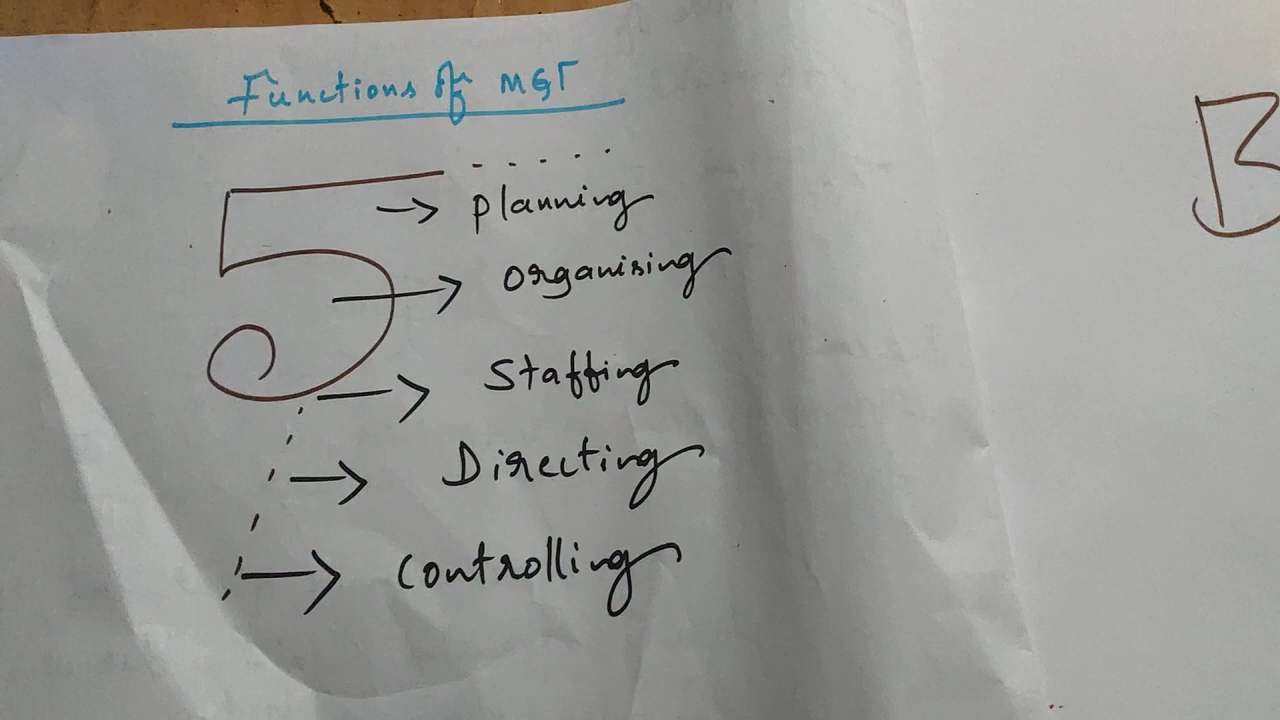 Functions of MGT
5
→ planning
→ organising
→ Staffing
→ Directing
→ controlling